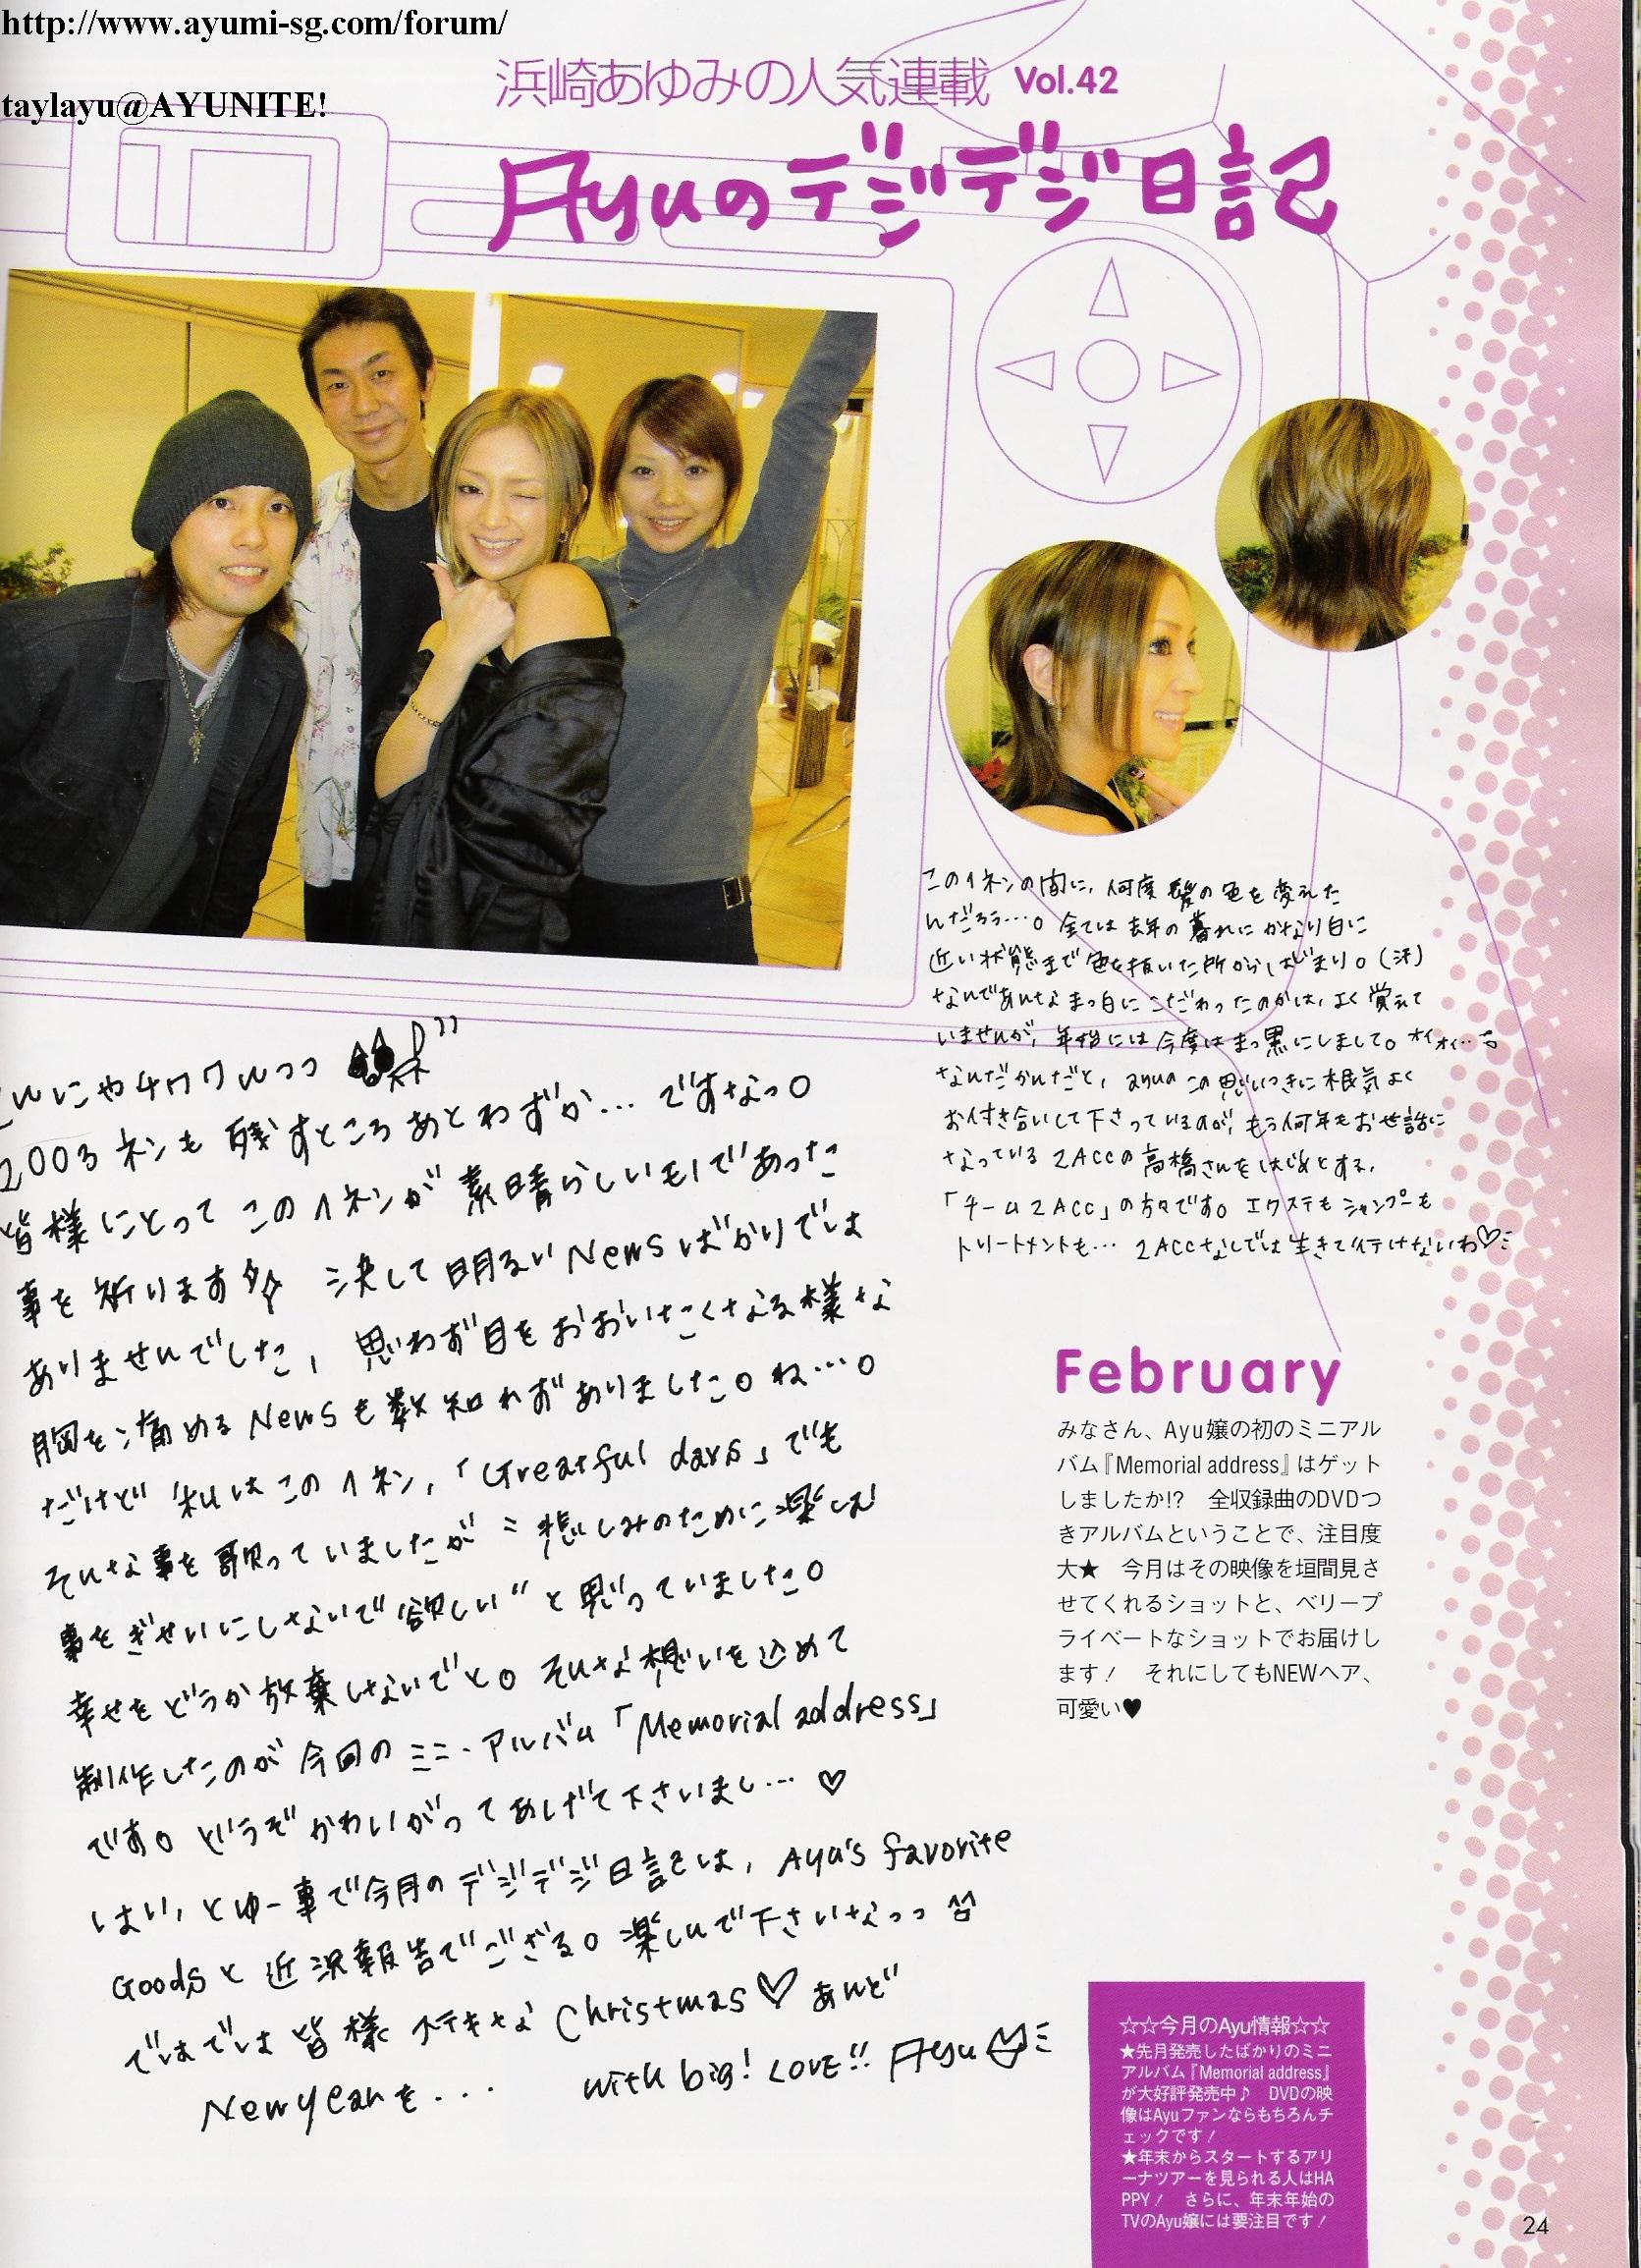 http://www.ayumi-sg.com/forum/
taylayu@AYUNITE!
浜崎あゆみの人気連載 Vol.42
Ayuのデジデジ日記
このイネンの間に、何度髪の色を変えた
んだろう…。全ては去年の暮れにかなり白に
近い状態まで色を抜いた所からはじまり。(汗)
なんであんなまっ白にこだわったのかは、よく覚えて
いませんが、年始には今度はまっ黒にしまして。オイオイ…
なんだかんだと、ayuのこの思いつきに根気よく
お付き合いして下さっているのが、もう何年もお世話に
なっている2ACCの高橋さんをはじめとする、
「チーム2ACC」の方々です。エクステもシャンプーも
トリートメントも… 2ACCなしでは生きて行けないわ♡
こんにやチワワんっっ
2003ネンも残すところあとわずか…ですなっ。
皆様にとってこの1ネンが素晴らしいモノであった
事を祈ります☆ 決して明るいNewsばかりでは
ありませんでした、思わず目をおおいたくなる様な
胸を痛めるNewsも数知れずありました。ね…。
だけど私はこの1ネン、「Greatful days」でも
そんな事を歌っていましたが〝悲しみのために楽しむ
事をぎせいにしないで欲しい〟と思っていました。
幸せをどうか放棄しないでと。そんな想いを込めて
制作したのが今回のミニ・アルバム「Memorial address」
です。どうぞかわいがってあげて下さいまし…♡
はい、とゆー事で今月のデジデジ日記は、Ayu's favorite
Goodsと近況報告でござる。楽しんで下さいなっっ
ではでは皆様ステキなChristmas♡あんど
New yearを... with big! LOVE!! Ayu
February
みなさん、Ayu嬢の初のミニアル
バム『Memorial address』はゲット
しましたか!? 全収録曲のDVDつ
きアルバムということで、注目度
大★ 今月はその映像を垣間見さ
せてくれるショットと、ベリープ
ライベートなショットでお届けし
ます! それにしてもNEWヘア、
可愛い♥
☆☆今月のAyu情報☆☆
★先月発売したばかりのミニ
アルバム『Memorial address』
が大好評発売中♪ DVDの映
像はAyuファンならもちろんチ
ェックです!
★年末からスタートするアリ
ーナツアーを見られる人はHA
PPY! さらに、年末年始の
TVのAyu嬢には要注目です!
24